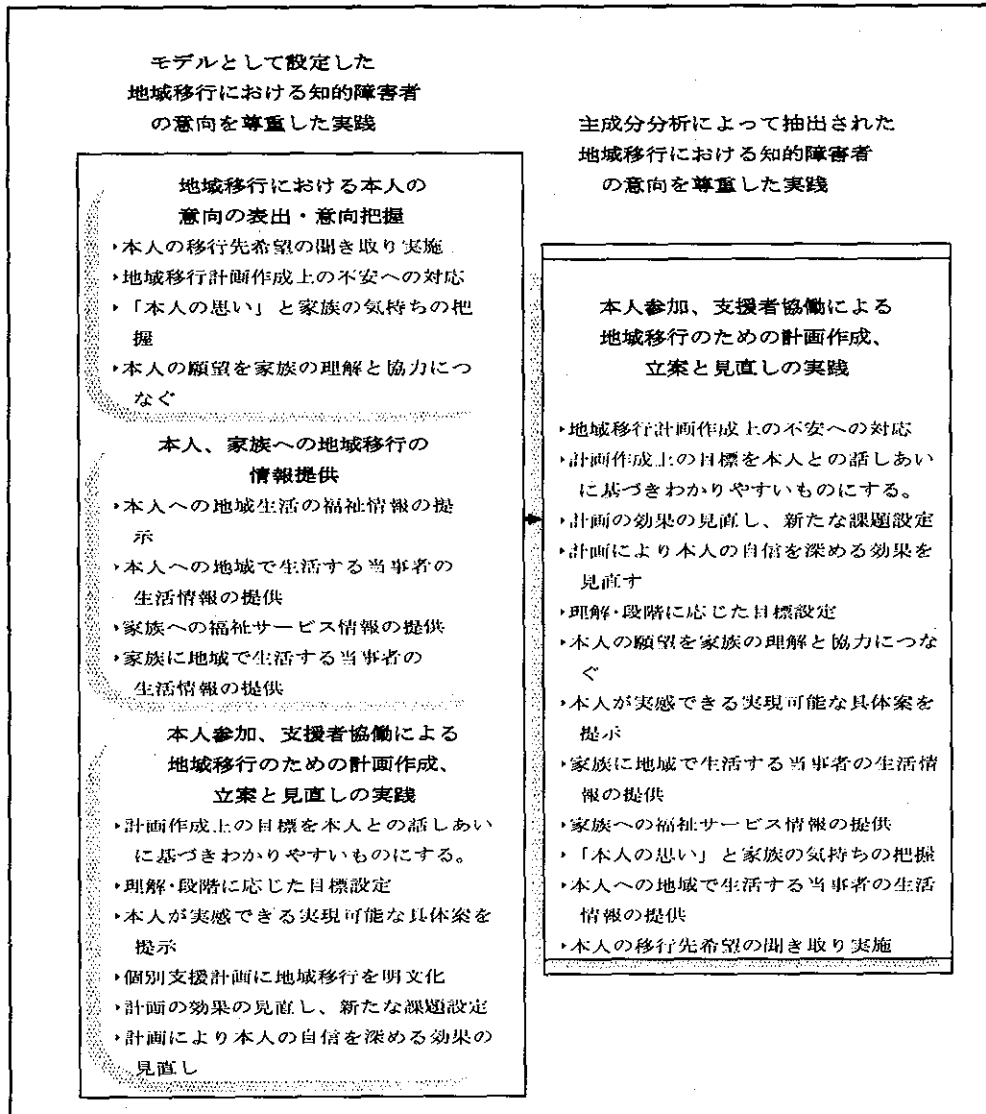 モデルとして設定した
地域移行における知的障害者
の意向を尊重した実践
地域移行における本人の
意向の表出・意向把握
・本人の移行先希望の聞き取り実施
・地域移行計画作成上の不安への対応
・「本人の思い」と家族の気持ちの把
握
・本人の願望を家族の理解と協力につ
なぐ
本人、家族への地域移行の
情報提供
・本人への地域生活の福祉情報の提
示
・本人への地域で生活する当事者の
生活情報の提供
・家族への福祉サービス情報の提供
・家族に地域で生活する当事者の
生活情報の提供
本人参加、支援者協働による
地域移行のための計画作成、
立案と見直しの実践
・計画作成上の目標を本人との話しあい
に基づきわかりやすいものにする。
・理解・段階に応じた目標設定
・本人が実感できる実現可能な具体案を
提示
・個別支援計画に地域移行を明文化
・計画の効果の見直し、新たな課題設定
・計画により本人の自信を深める効果の
見直し
主成分分析によって抽出された
地域移行における知的障害者
の意向を尊重した実践
本人参加、支援者協働による
地域移行のための計画作成、
立案と見直しの実践
・地域移行計画作成上の不安への対応
・計画作成上の目標を本人との話しあい
に基づきわかりやすいものにする。
・計画の効果の見直し、新たな課題設定
・計画により本人の自信を深める効果を
見直す
・理解・段階に応じた目標設定
・本人の願望を家族の理解と協力につな
ぐ
・本人が実感できる実現可能な具体案を
提示
・家族に地域で生活する当事者の生活情
報の提供
・家族への福祉サービス情報の提供
・「本人の思い」と家族の気持ちの把握
・本人への地域で生活する当事者の生活
情報の提供
・本人の移行先希望の聞き取り実施